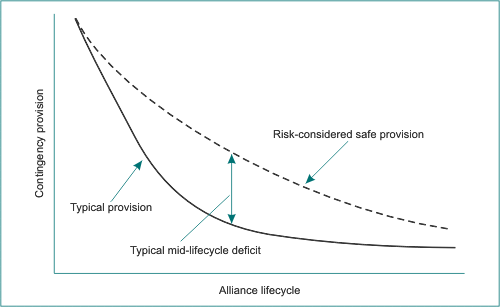 Contingency provision
Risk-considered safe provision
Typical provision
Typical mid-lifecycle deficit
Alliance lifecycle